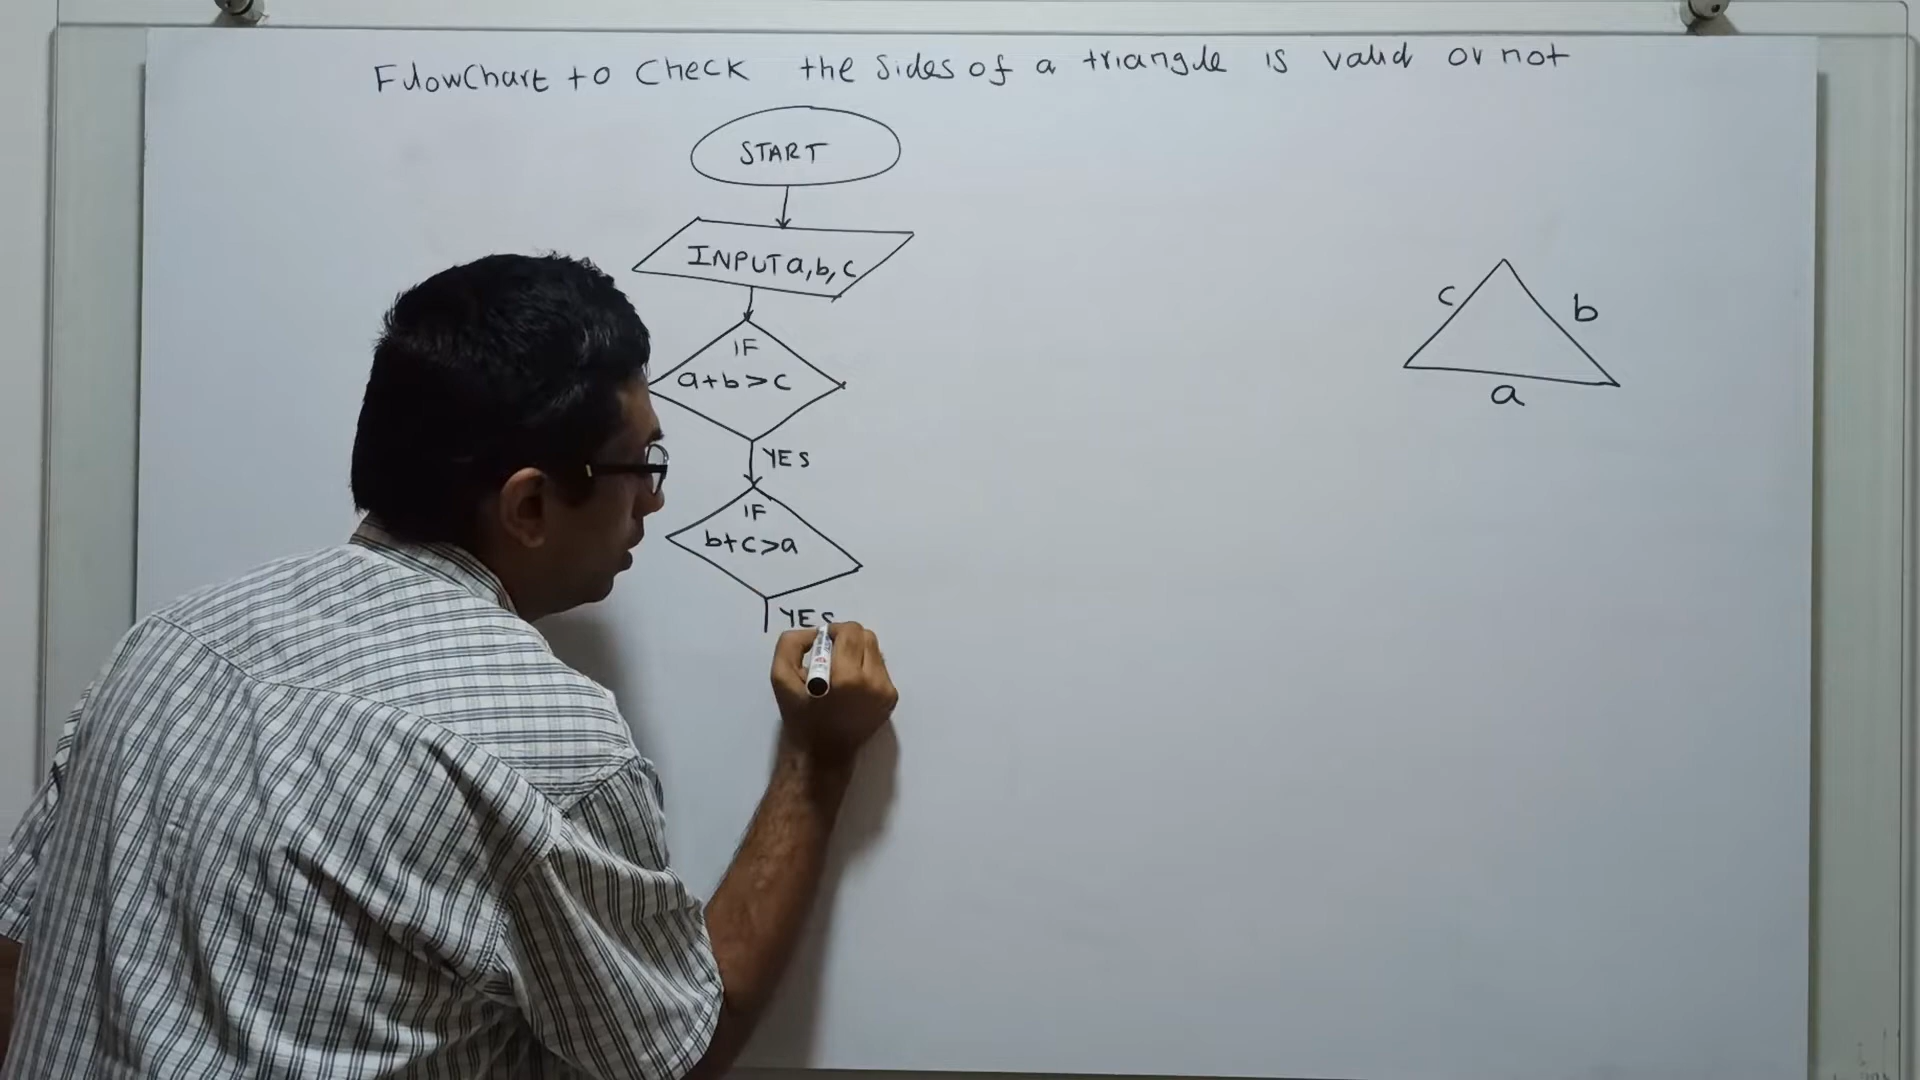 FlowChart to Check the Sides of a triangle is valid or not
START
INPUT a, b, c
IF
a+b>c
YES
IF
b+c>a
YES
c
b
a